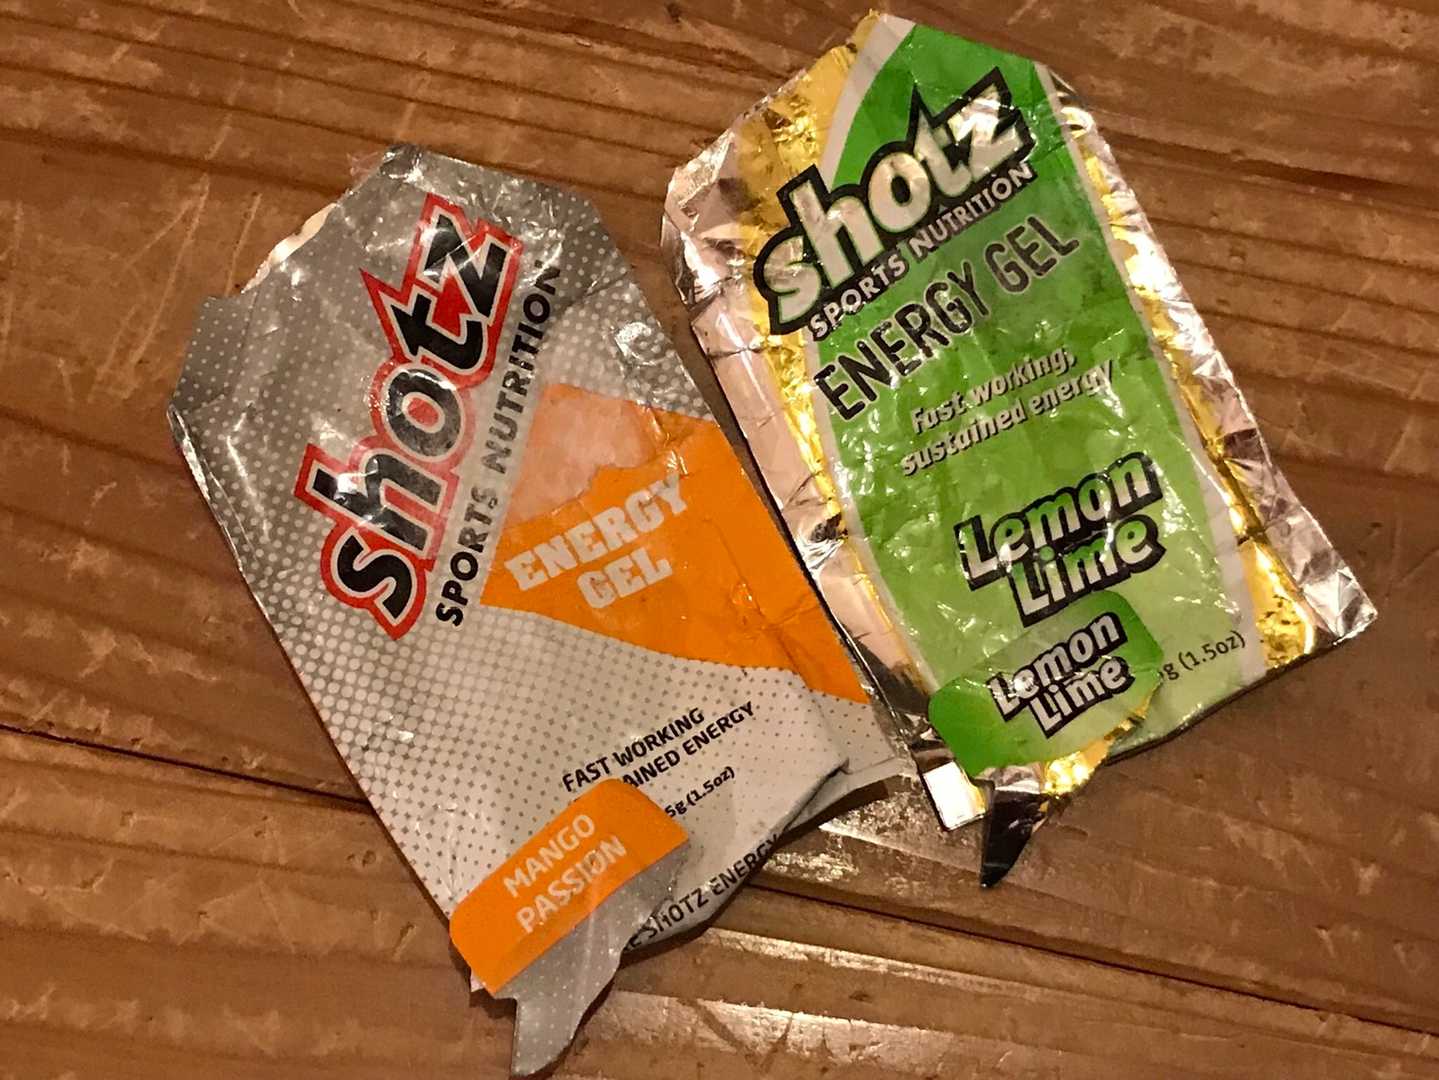 shotz
SPORTS NUTRITION
ENERGY
GEL
FAST WORKING
AINED ENERGY
5g (1.5oz)
MANGO
PASSION
SHOTZ ENERGY
shotz
SPORTS NUTRITION
ENERGY GEL
Fast working,
sustained energy
Lemon
Lime
Lemon
Lime
g (1.5oz)